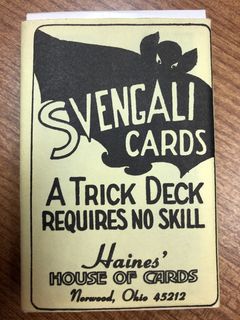 SVENGALI
CARDS
A TRICK DECK
REQUIRES NO SKILL
Haines'
HOUSE OF CARDS
Norwood, Ohio 45212